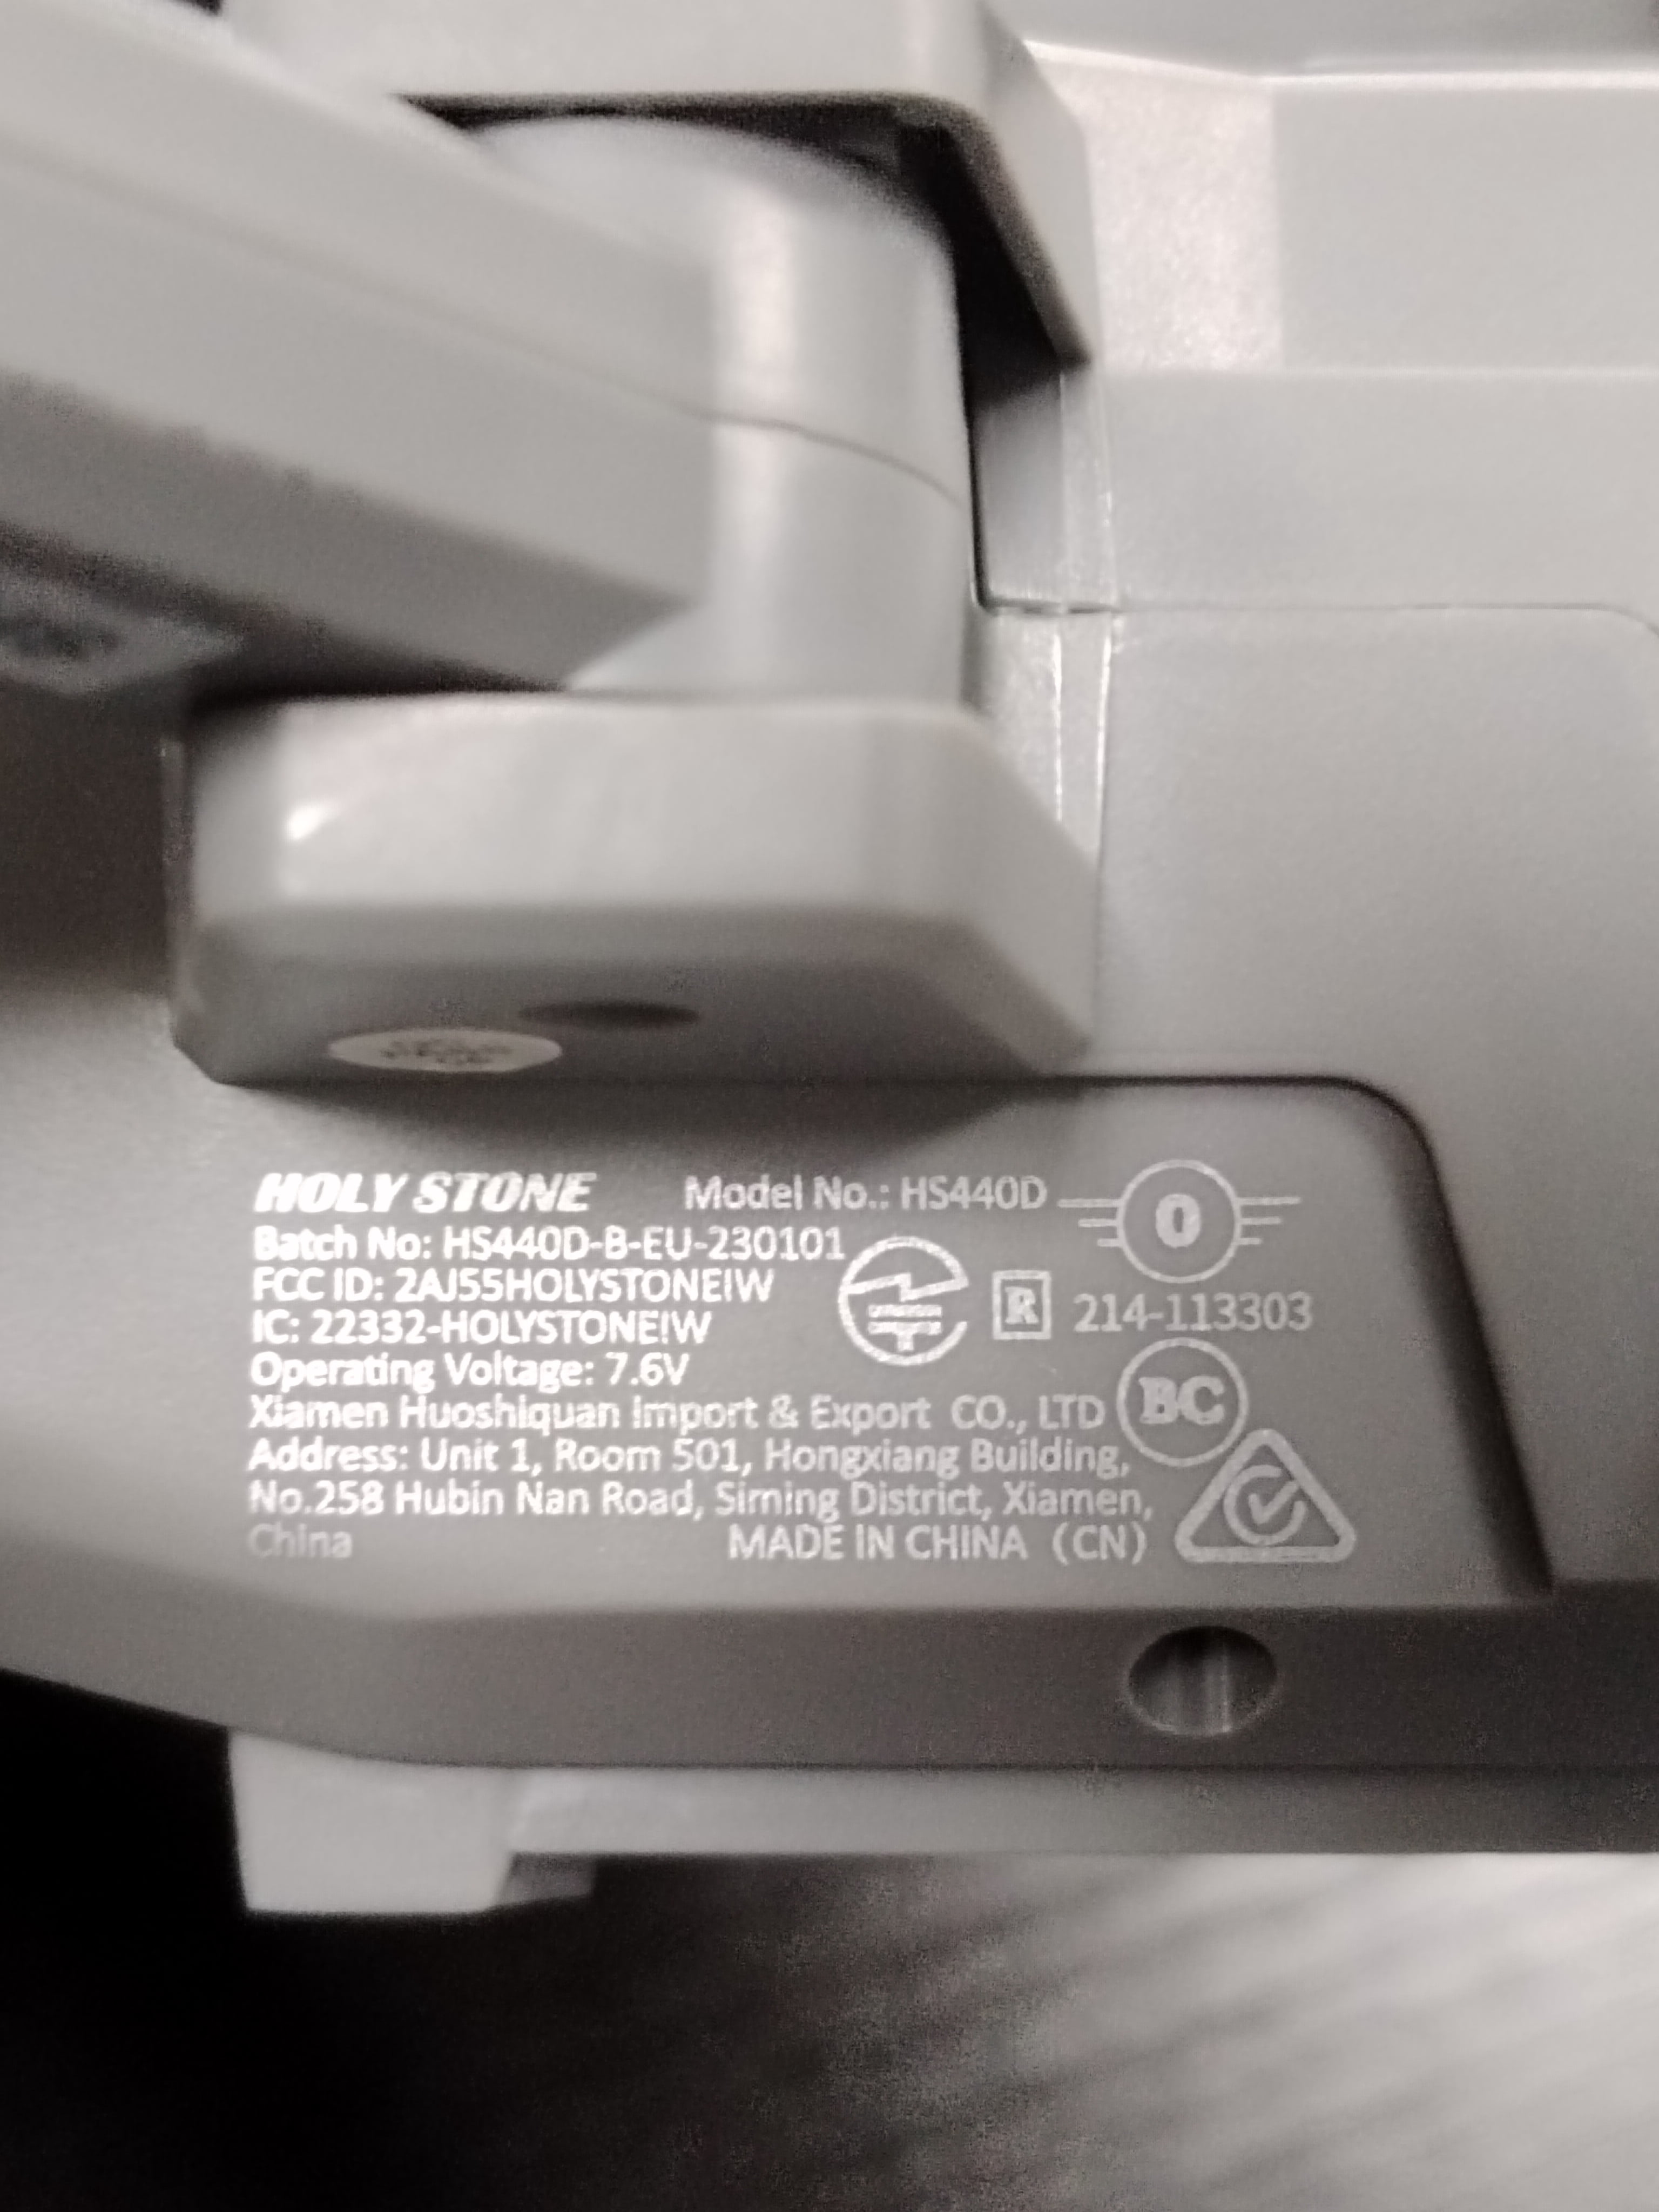 HOLY STONE Model No.: HS440D 0
Batch No: HS440D-B-EU-230101
FCC ID: 2AJ55HOLYSTONEIW
IC: 22332-HOLYSTONEIW R 214-113303
Operating Voltage: 7.6V
Xiamen Huoshiquan Import & Export CO., LTD BC
Address: Unit 1, Room 501, Hongxiang Building,
No.258 Hubin Nan Road, Siming District, Xiamen,
China MADE IN CHINA (CN)